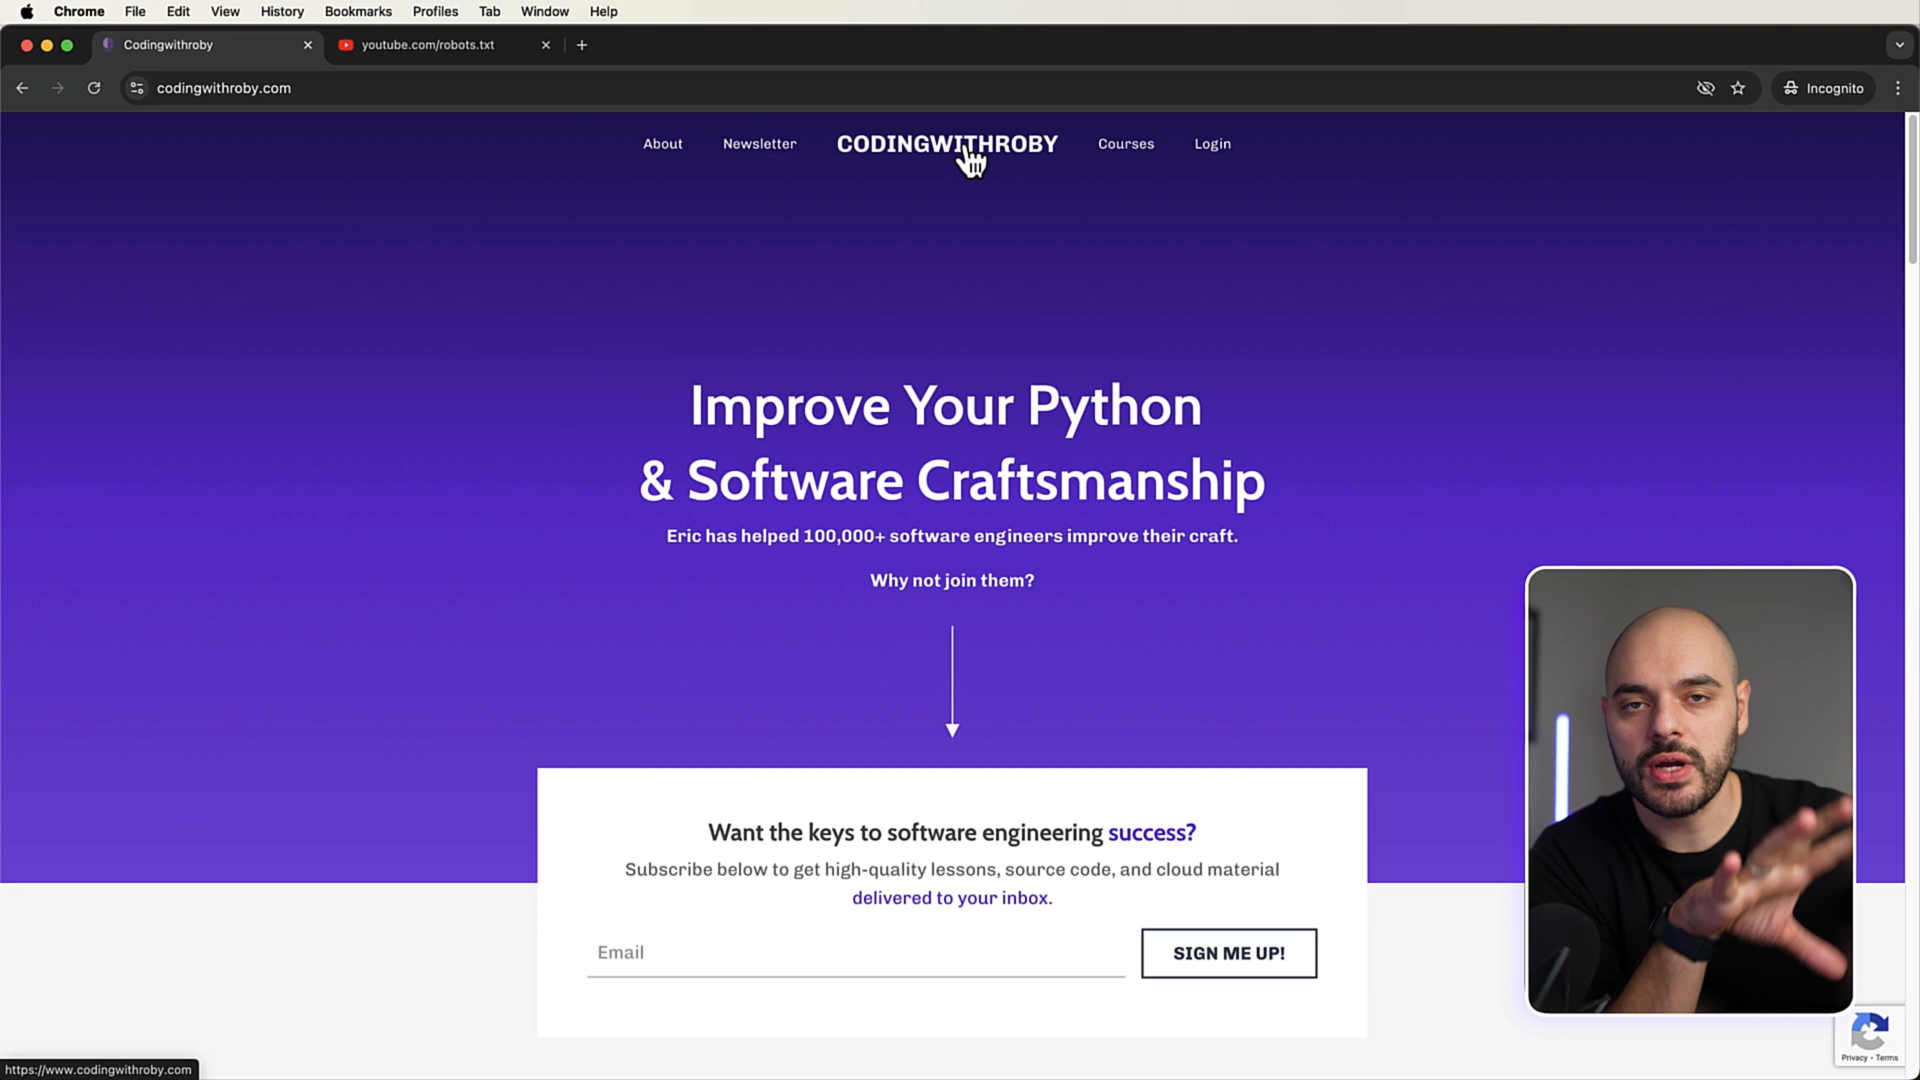 Chrome File Edit View History Bookmarks Profiles Tab Window Help
Codingwithroby
youtube.com/robots.txt
codingwithroby.com
Incognito
About Newsletter CODINGWITHROBY Courses Login
Improve Your Python
& Software Craftsmanship
Eric has helped 100,000+ software engineers improve their craft.
Why not join them?
Want the keys to software engineering success?
Subscribe below to get high-quality lessons, source code, and cloud material
delivered to your inbox.
Email
SIGN ME UP!
Privacy - Terms
https://www.codingwithroby.com